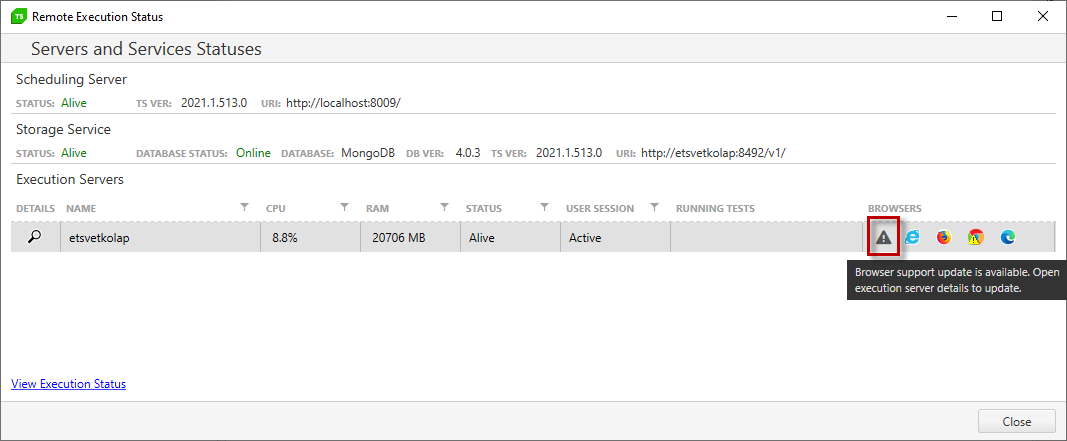 TS Remote Execution Status
Servers and Services Statuses
Scheduling Server
STATUS: Alive TS VER: 2021.1.513.0 URI: http://localhost:8009/
Storage Service
STATUS: Alive DATABASE STATUS: Online DATABASE: MongoDB DB VER: 4.0.3 TS VER: 2021.1.513.0 URI: http://etsvetkolap:8492/v1/
Execution Servers
DETAILS NAME CPU RAM STATUS USER SESSION RUNNING TESTS BROWSERS
etsvetkolap 8.8% 20706 MB Alive Active
Browser support update is available. Open
execution server details to update.
View Execution Status
Close